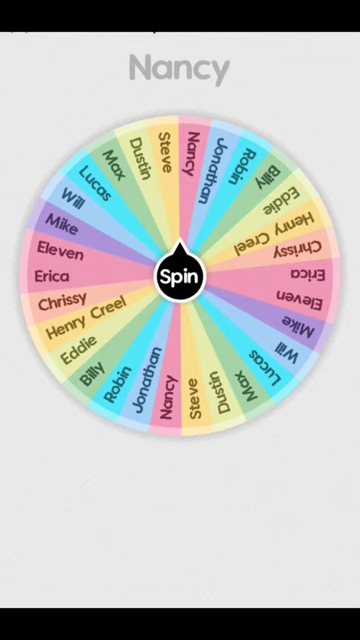 Nancy
Nancy
Jonathan
Robin
Billy
Eddie
Henry Creel
Chrissy
Erica
Eleven
Mike
Will
Lucas
Max
Dustin
Steve
Nancy
Jonathan
Robin
Billy
Eddie
Henry Creel
Chrissy
Erica
Eleven
Mike
Will
Lucas
Max
Dustin
Steve
Spin